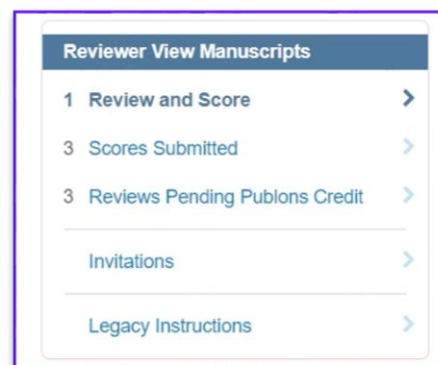 Reviewer View Manuscripts
1 Review and Score
3 Scores Submitted
3 Reviews Pending Publons Credit
Invitations
Legacy Instructions